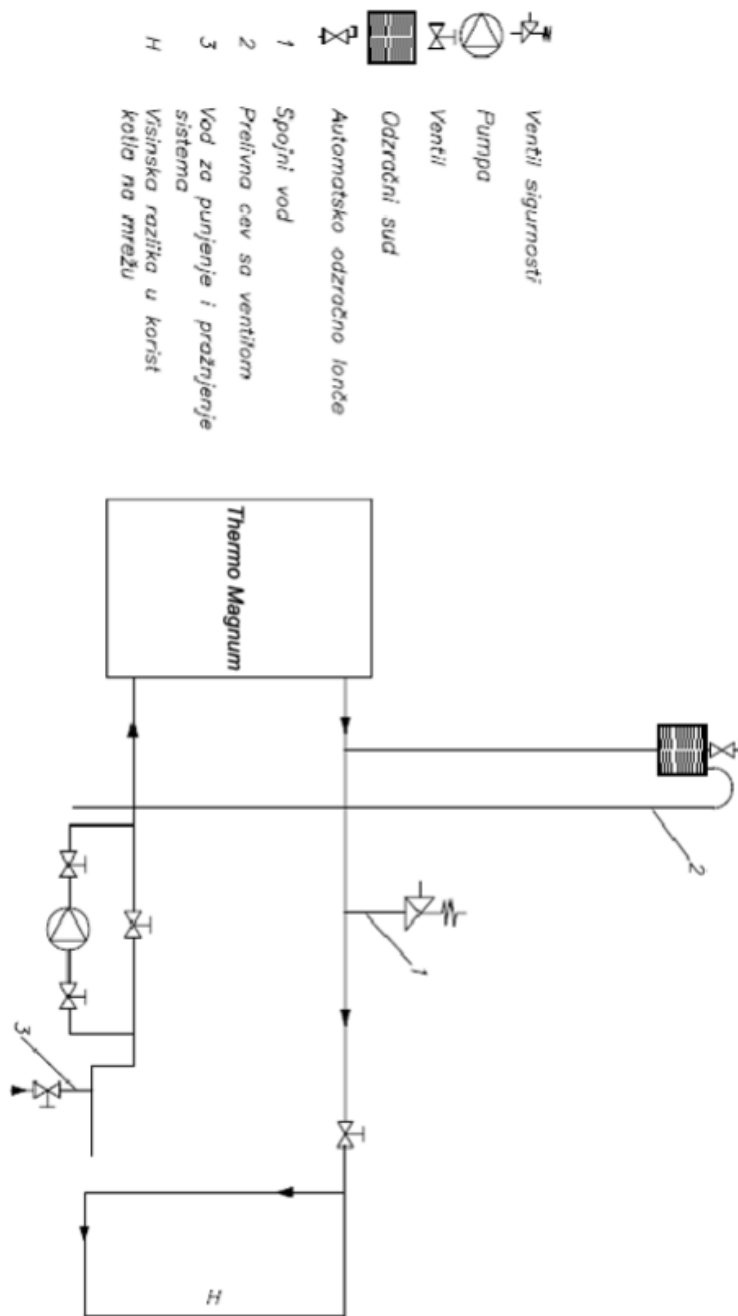 Ventil sigurnosti
Pumpa
Ventil
Odzračni sud
Automatsko odzračno lonče
1 Spojni vod
2 Prelivna cev sa ventilom
3 Vod za punjenje i pražnjenje
sistema
H Visinska razlika u korist
kotla na mrežu
Thermo Magnum
2
1
3
H